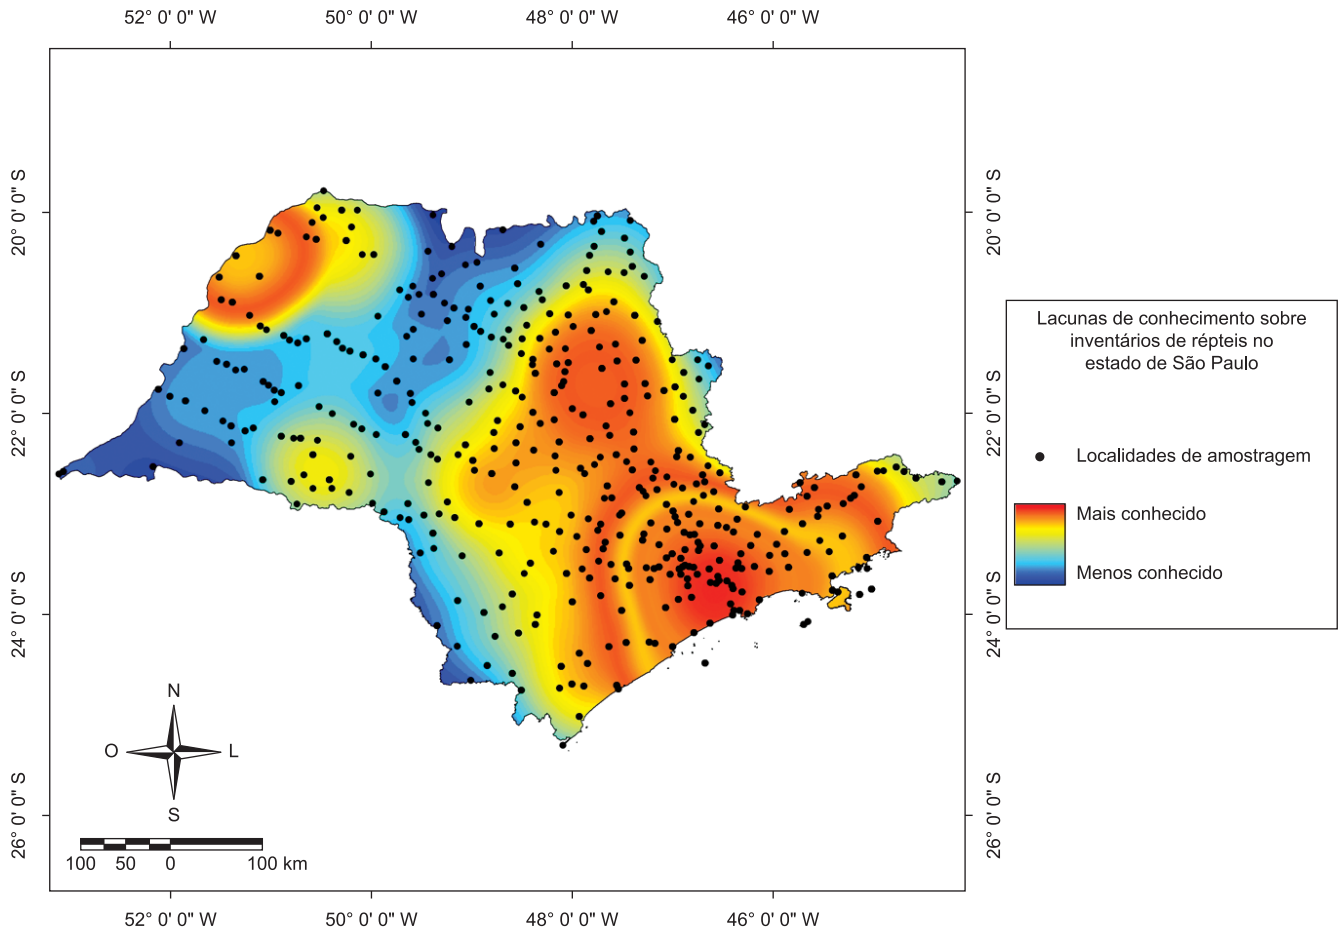 52° 0' 0" W
50° 0' 0" W
48° 0' 0" W
46° 0' 0" W
20° 0' 0" S
22° 0' 0" S
24° 0' 0" S
26° 0' 0" S
20° 0' 0" S
22° 0' 0" S
24° 0' 0" S
26° 0' 0" S
Lacunas de conhecimento sobre
inventários de répteis no
estado de São Paulo
Localidades de amostragem
Mais conhecido
Menos conhecido
N
O
L
S
100 50 0 100 km
52° 0' 0" W
50° 0' 0" W
48° 0' 0" W
46° 0' 0" W